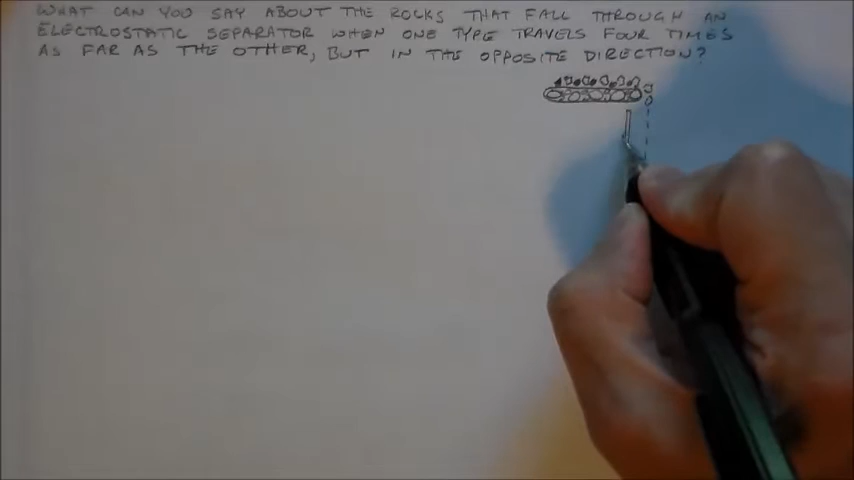 WHAT CAN YOU SAY ABOUT THE ROCKS THAT FALL THROUGH AN
ELECTROSTATIC SEPARATOR WHEN ONE TYPE TRAVELS FOUR TIMES
AS FAR AS THE OTHER, BUT IN THE OPPOSITE DIRECTION?